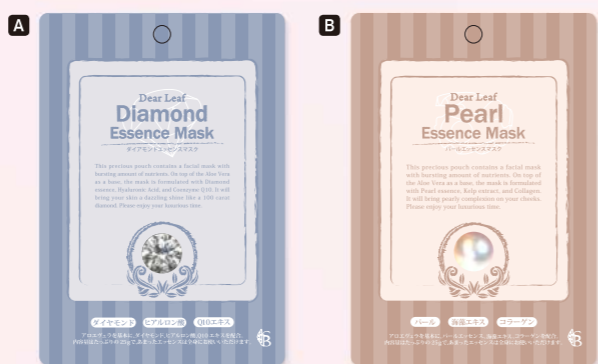 A
Dear Leaf
Diamond
Essence Mask
ダイアモンドエッセンスマスク
This precious pouch contains a facial mask with
bursting amount of nutrients. On top of the Aloe Vera
as a base, the mask is formulated with Diamond
essence, Hyaluronic Acid, and Coenzyme Q10. It will
bring your skin a dazzling shine like a 100 carat
diamond. Please enjoy your luxurious time.
ダイヤモンド ヒアルロン酸 Q10エキス
B
Dear Leaf
Pearl
Essence Mask
パールエッセンスマスク
This precious pouch contains a facial mask with
bursting amount of nutrients. On top of
the Aloe Vera as a base, the mask is formulated
with Pearl essence, Kelp extract, and Collagen.
It will bring pearly complexion on your cheeks.
Please enjoy your luxurious time.
パール 海藻エキス コラーゲン